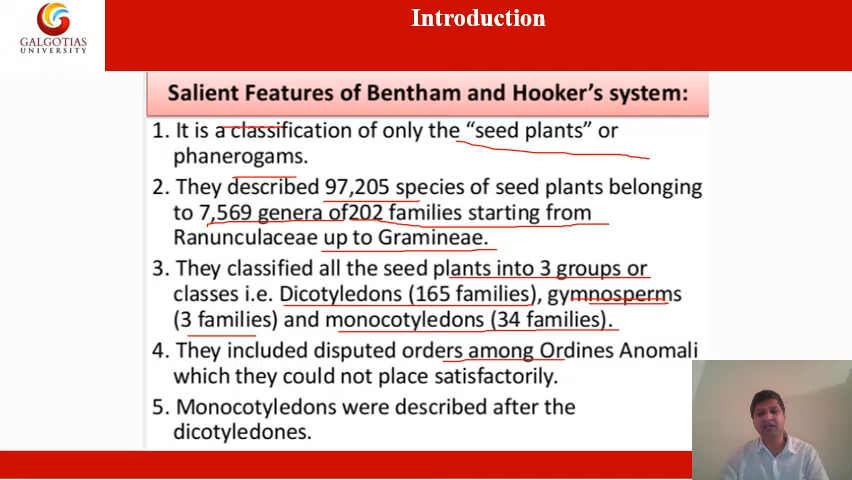 Introduction
GALGOTIAS
UNIVERSITY
Salient Features of Bentham and Hooker's system:
1. It is a classification of only the "seed plants" or
phanerogams.
2. They described 97,205 species of seed plants belonging
to 7,569 genera of202 families starting from
Ranunculaceae up to Gramineae.
3. They classified all the seed plants into 3 groups or
classes i.e. Dicotyledons (165 families), gymnosperms
(3 families) and monocotyledons (34 families).
4. They included disputed orders among Ordines Anomali
which they could not place satisfactorily.
5. Monocotyledons were described after the
dicotyledones.